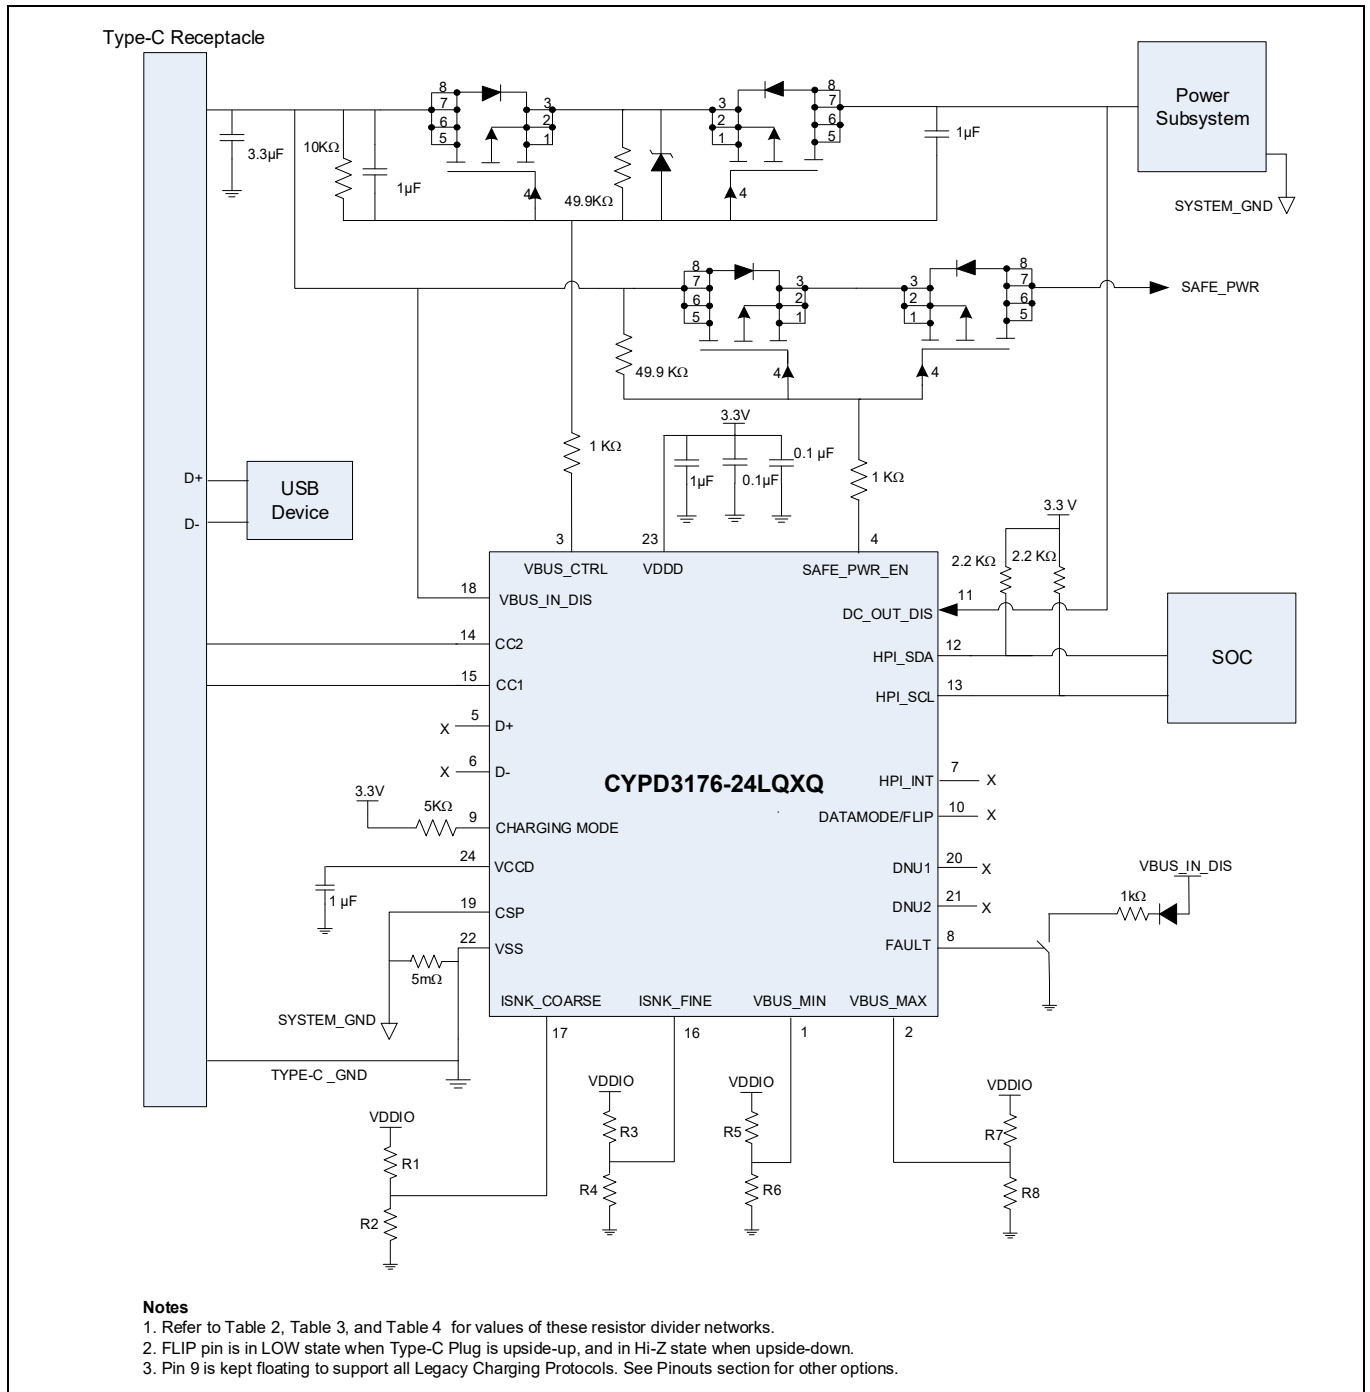 Type-C Receptacle
8
7
6
5
3
2
1
4
3
2
1
8
7
6
5
4
Power
Subsystem
3.3µF
10KΩ
1µF
49.9KΩ
1µF
SYSTEM_GND
8
7
6
5
3
2
1
4
3
2
1
8
7
6
5
4
SAFE_PWR
49.9 KΩ
1 KΩ
3.3V
1µF
0.1µF
0.1 µF
1 KΩ
D+
D-
USB
Device
3.3 V
2.2 KΩ
2.2 KΩ
3
23
4
VBUS_CTRL
VDDD
SAFE_PWR_EN
18
VBUS_IN_DIS
11
DC_OUT_DIS
14
CC2
12
HPI_SDA
SOC
15
CC1
13
HPI_SCL
5
X
D+
6
X
D-
CYPD3176-24LQXQ
7
HPI_INT
X
3.3V
5KΩ
9
CHARGING MODE
10
DATAMODE/FLIP
X
24
VCCD
1 µF
20
DNU1
X
VBUS_IN_DIS
1kΩ
19
CSP
21
DNU2
X
22
VSS
5mΩ
8
FAULT
ISNK_COARSE
ISNK_FINE
VBUS_MIN
VBUS_MAX
SYSTEM_GND
17
16
1
2
TYPE-C _GND
VDDIO
R1
R2
VDDIO
R3
R4
VDDIO
R5
R6
VDDIO
R7
R8
Notes
1. Refer to Table 2, Table 3, and Table 4 for values of these resistor divider networks.
2. FLIP pin is in LOW state when Type-C Plug is upside-up, and in Hi-Z state when upside-down.
3. Pin 9 is kept floating to support all Legacy Charging Protocols. See Pinouts section for other options.